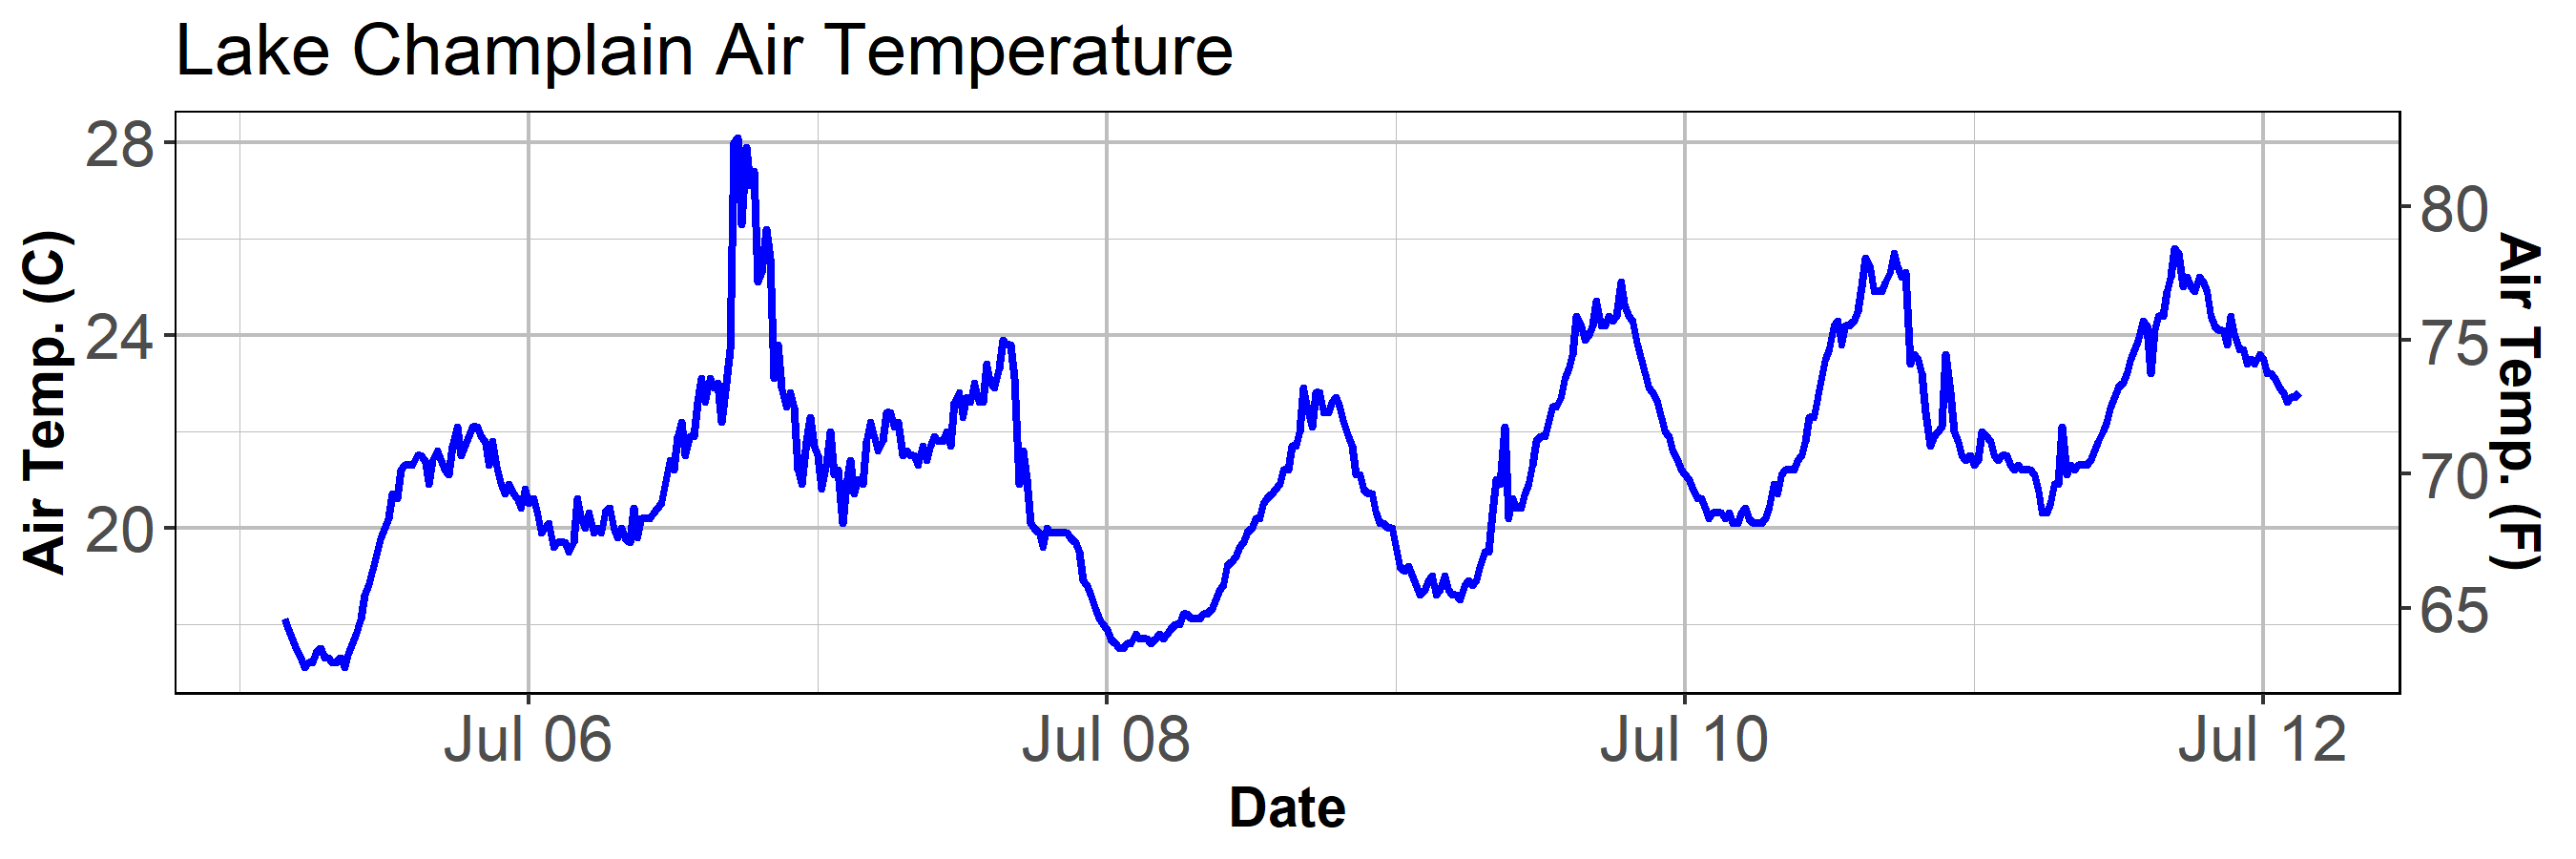 Lake Champlain Air Temperature
Air Temp. (C)
28
24
20
80
75
70
65
Air Temp. (F)
Jul 06 Jul 08 Jul 10 Jul 12
Date